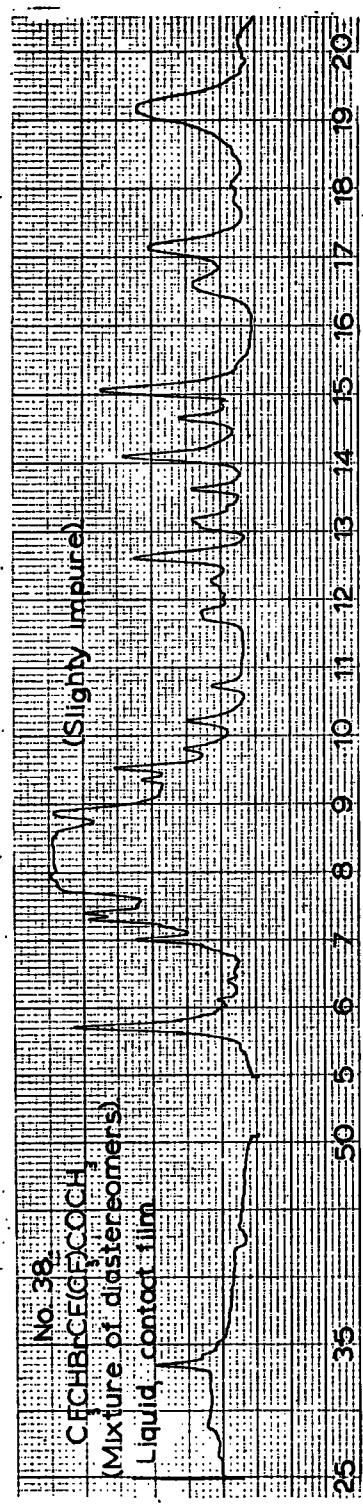 No. 38.
CF₃CHBrCF(CF₃)COCH₃
(Mixture of diastereomers)
Liquid, contact film
(Slighty impure)
25 35 50 5 6 7 8 9 10 11 12 13 14 15 16 17 18 19 20